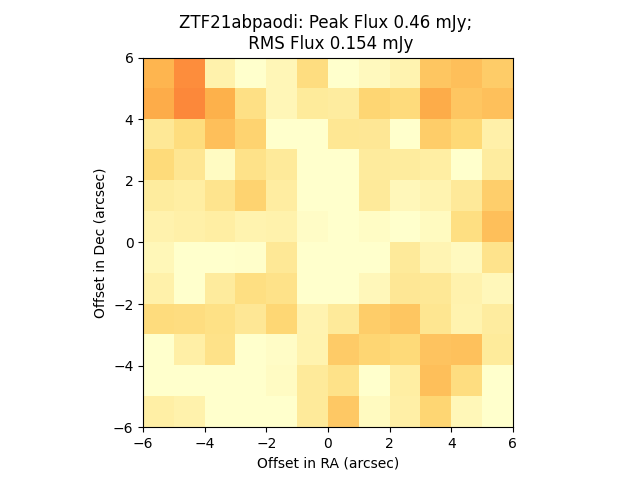 ZTF21abpaodi: Peak Flux 0.46 mJy;
RMS Flux 0.154 mJy
6
4
2
0
−2
−4
−6
Offset in Dec (arcsec)
−6 −4 −2 0 2 4 6
Offset in RA (arcsec)